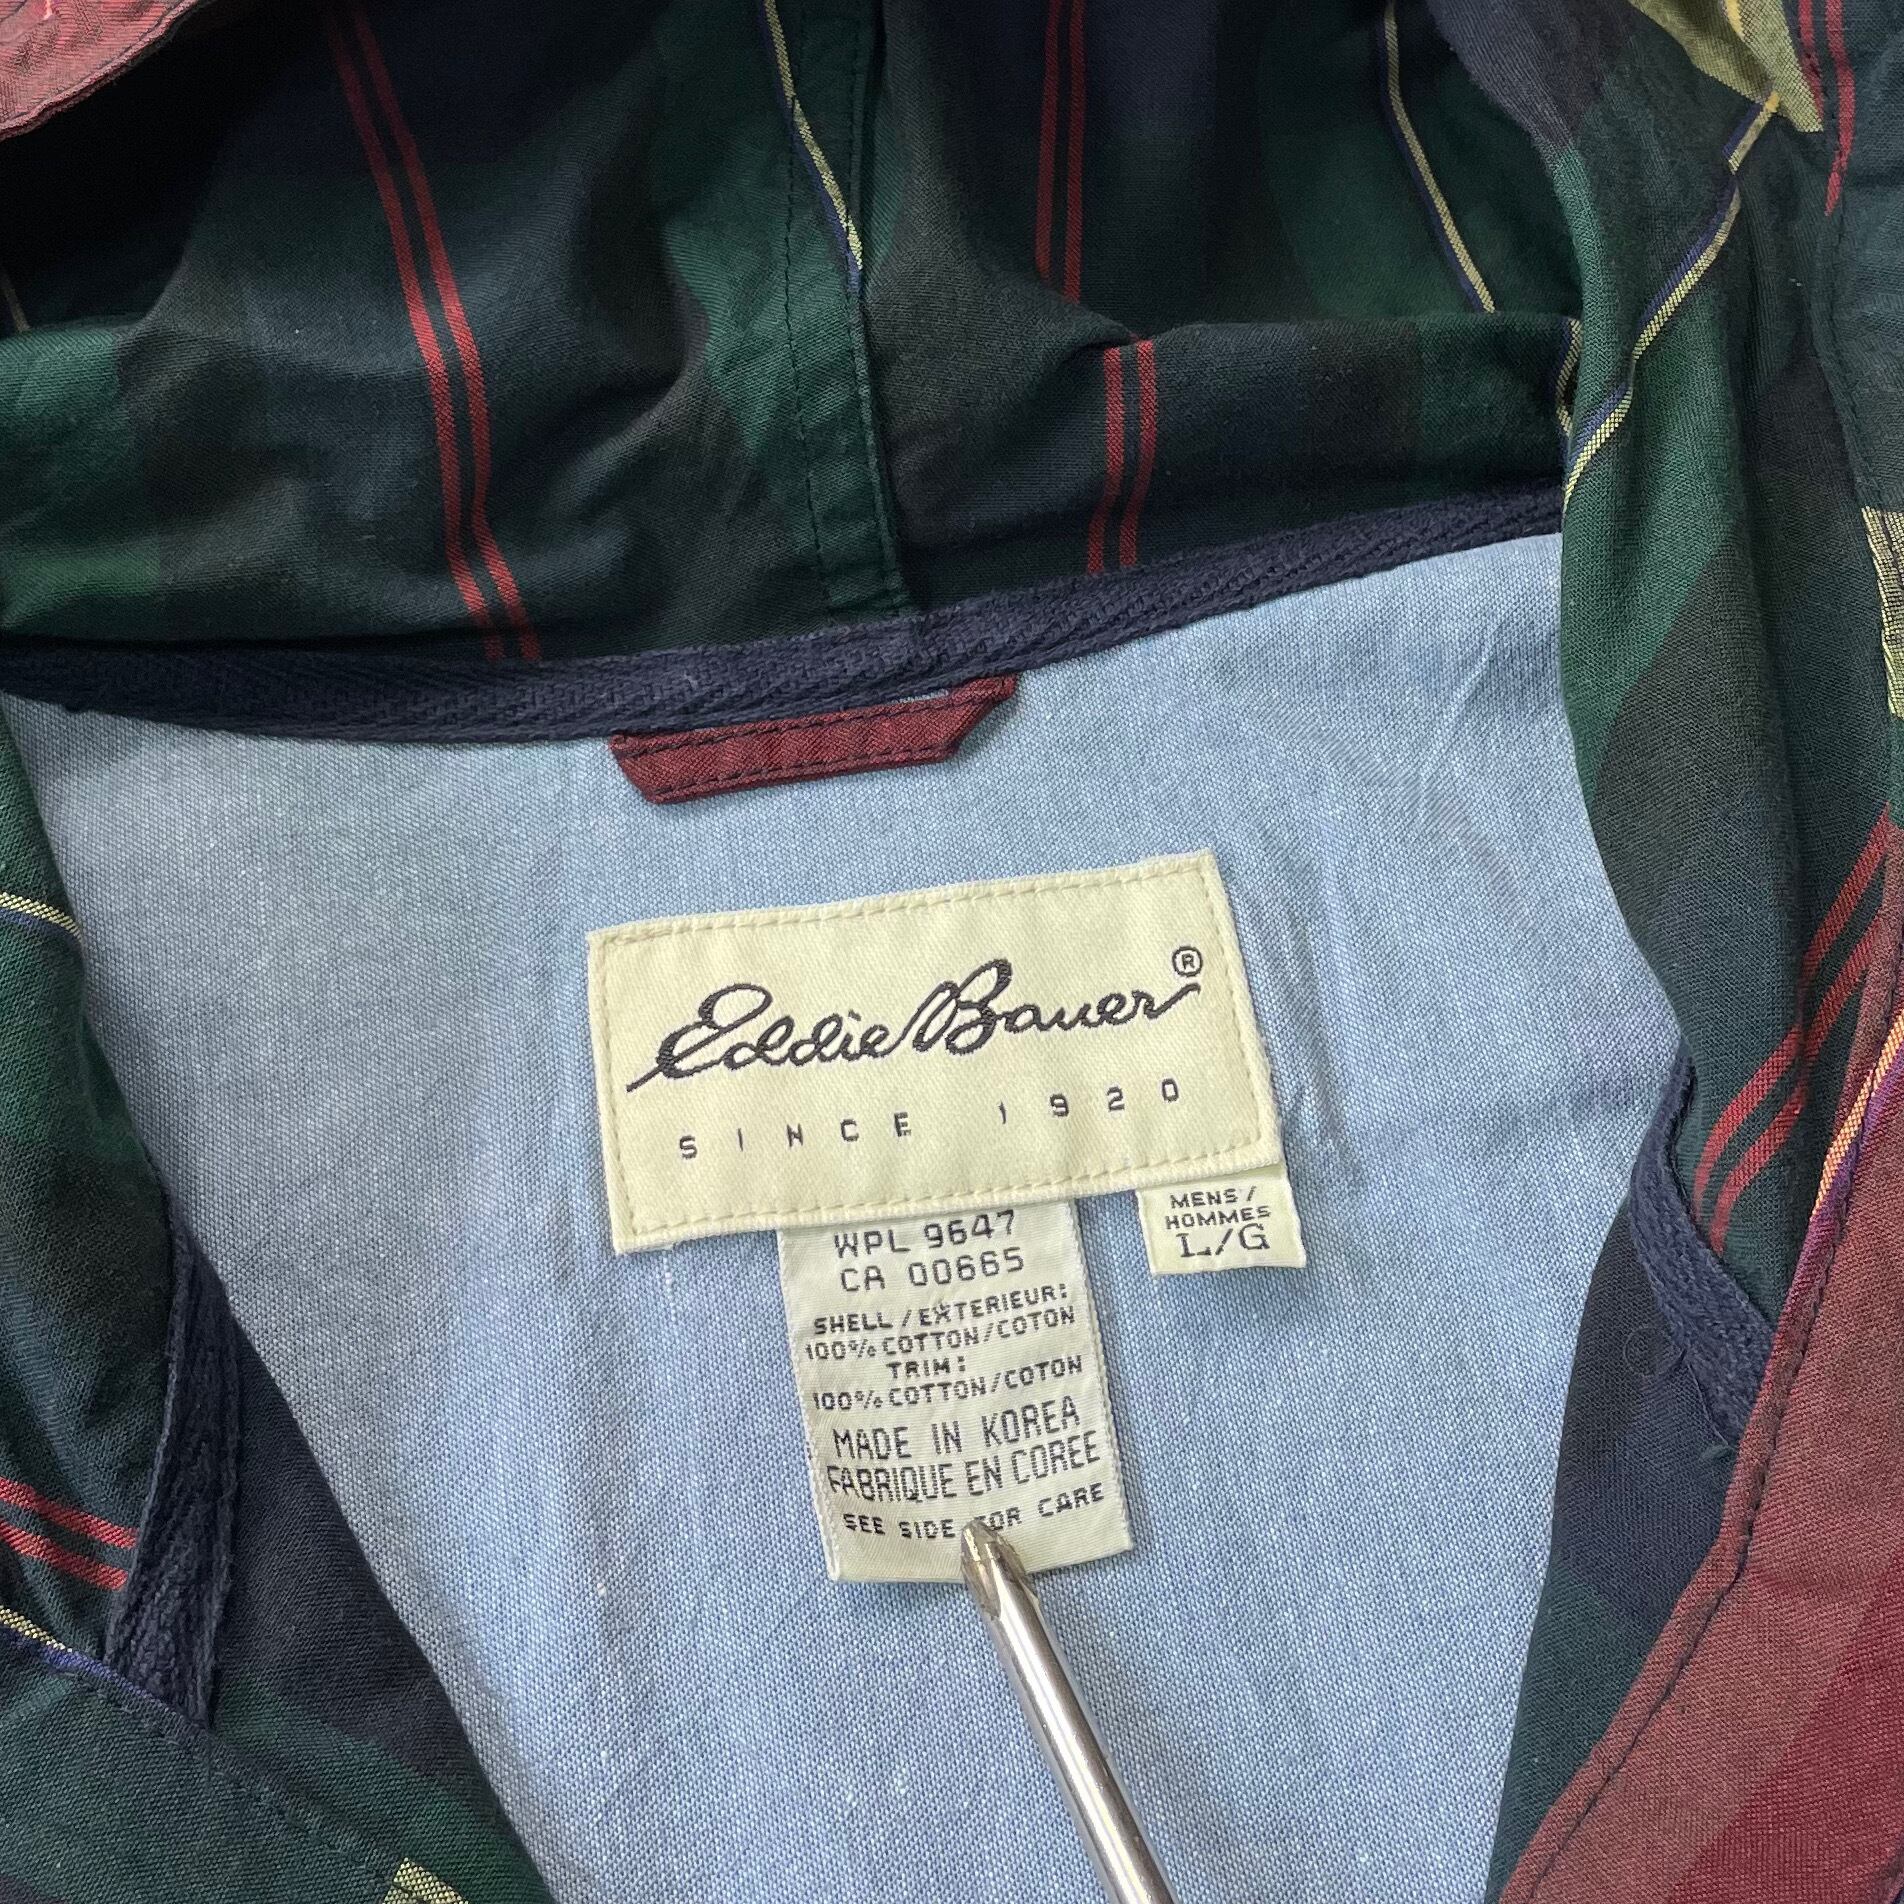 Eddie Bauer®
SINCE 1920
MENS/
HOMMES
L/G
WPL 9647
CA 00665
SHELL/EXTERIEUR:
100% COTTON/COTON
TRIM:
100% COTTON/COTON
MADE IN KOREA
FABRIQUE EN COREE
SEE SIDE FOR CARE